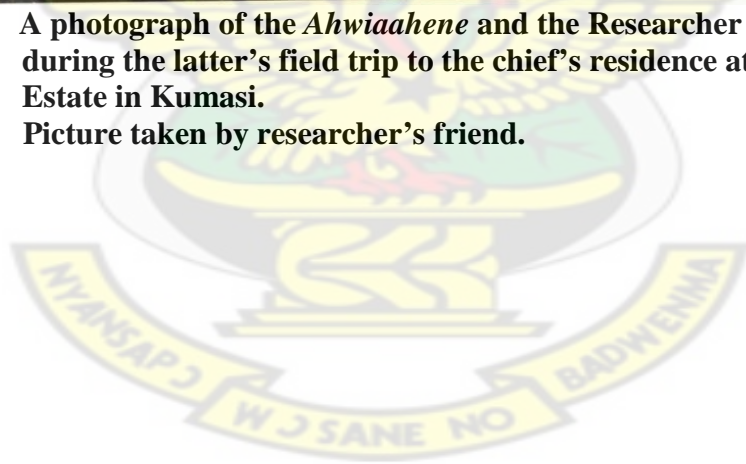 A photograph of the Ahwiaahene and the Researcher
during the latter’s field trip to the chief’s residence at
Estate in Kumasi.
Picture taken by researcher’s friend.
NYANSAPƆ WƆSANE NO BADWENMA